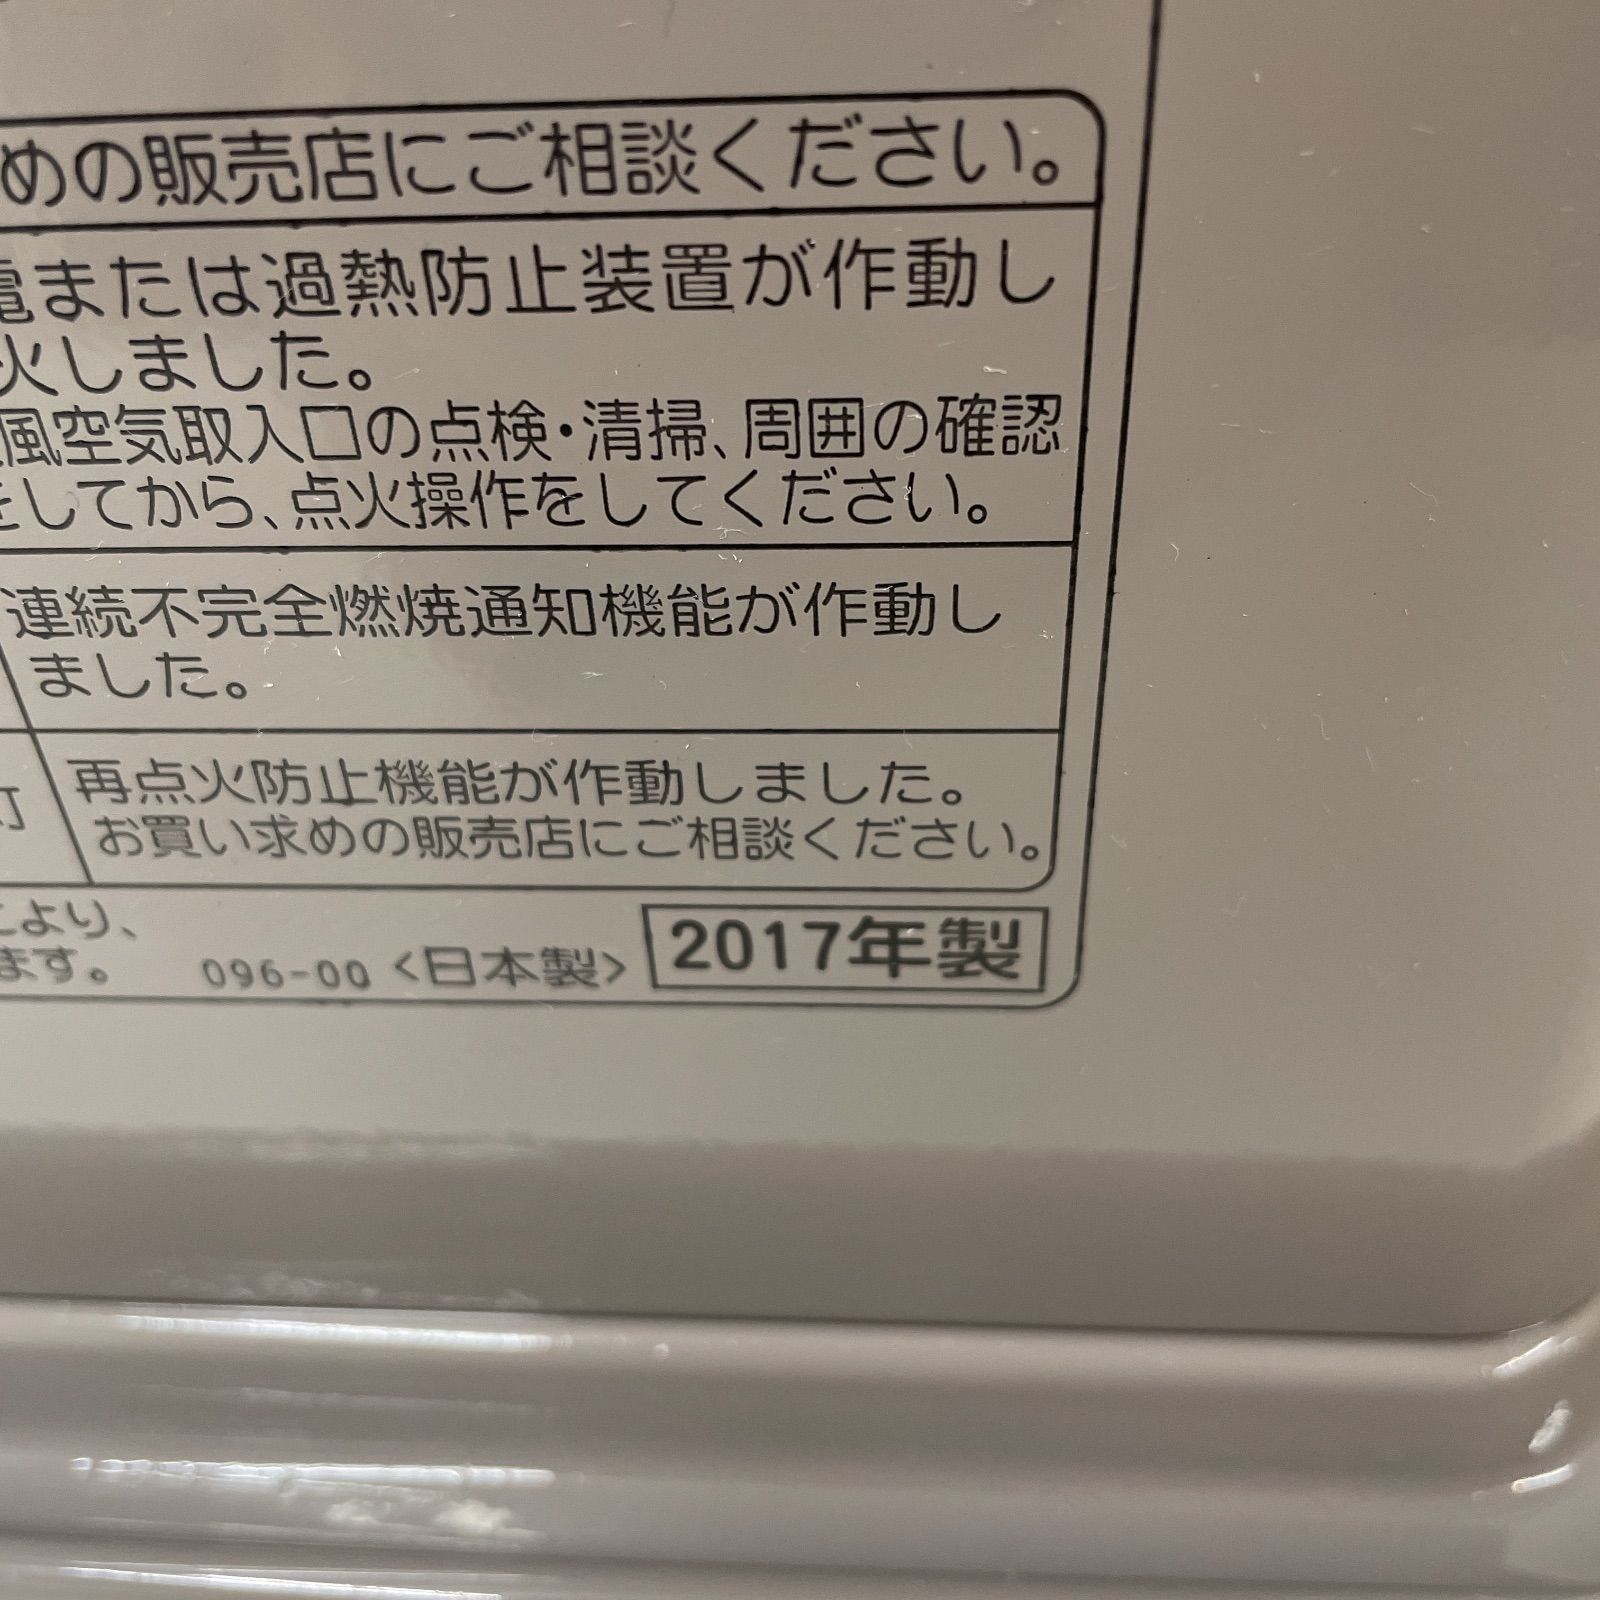 めの販売店にご相談ください。
電または過熱防止装置が作動し
火しました。
風空気取入口の点検・清掃、周囲の確認
をしてから、点火操作をしてください。
連続不完全燃焼通知機能が作動し
ました。
灯
再点火防止機能が作動しました。
お買い求めの販売店にご相談ください。
により、
ます。
096-00 <日本製> 2017年製